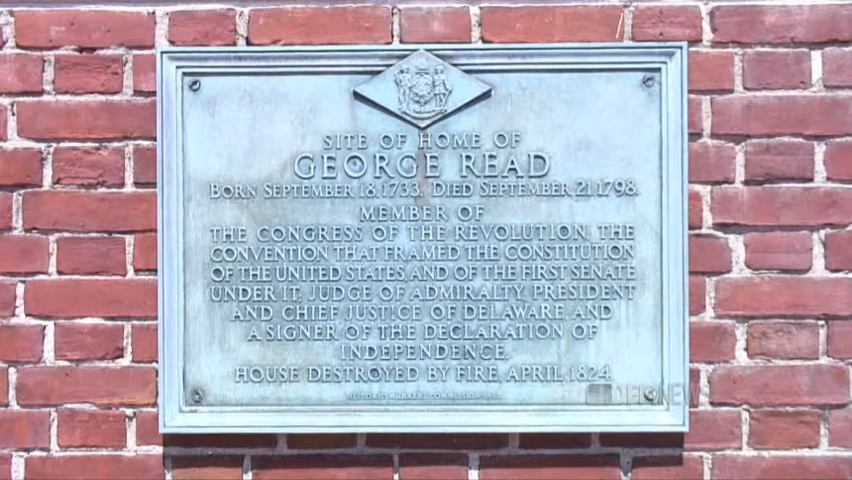 SITE OF HOME OF
GEORGE READ
BORN SEPTEMBER 18, 1733. DIED SEPTEMBER 21, 1798.
MEMBER OF
THE CONGRESS OF THE REVOLUTION, THE
CONVENTION THAT FRAMED THE CONSTITUTION
OF THE UNITED STATES, AND OF THE FIRST SENATE
UNDER IT; JUDGE OF ADMIRALTY, PRESIDENT
AND CHIEF JUSTICE OF DELAWARE, AND
A SIGNER OF THE DECLARATION OF
INDEPENDENCE.
HOUSE DESTROYED BY FIRE, APRIL, 1824.
HISTORIC MARKERS COMMISSION